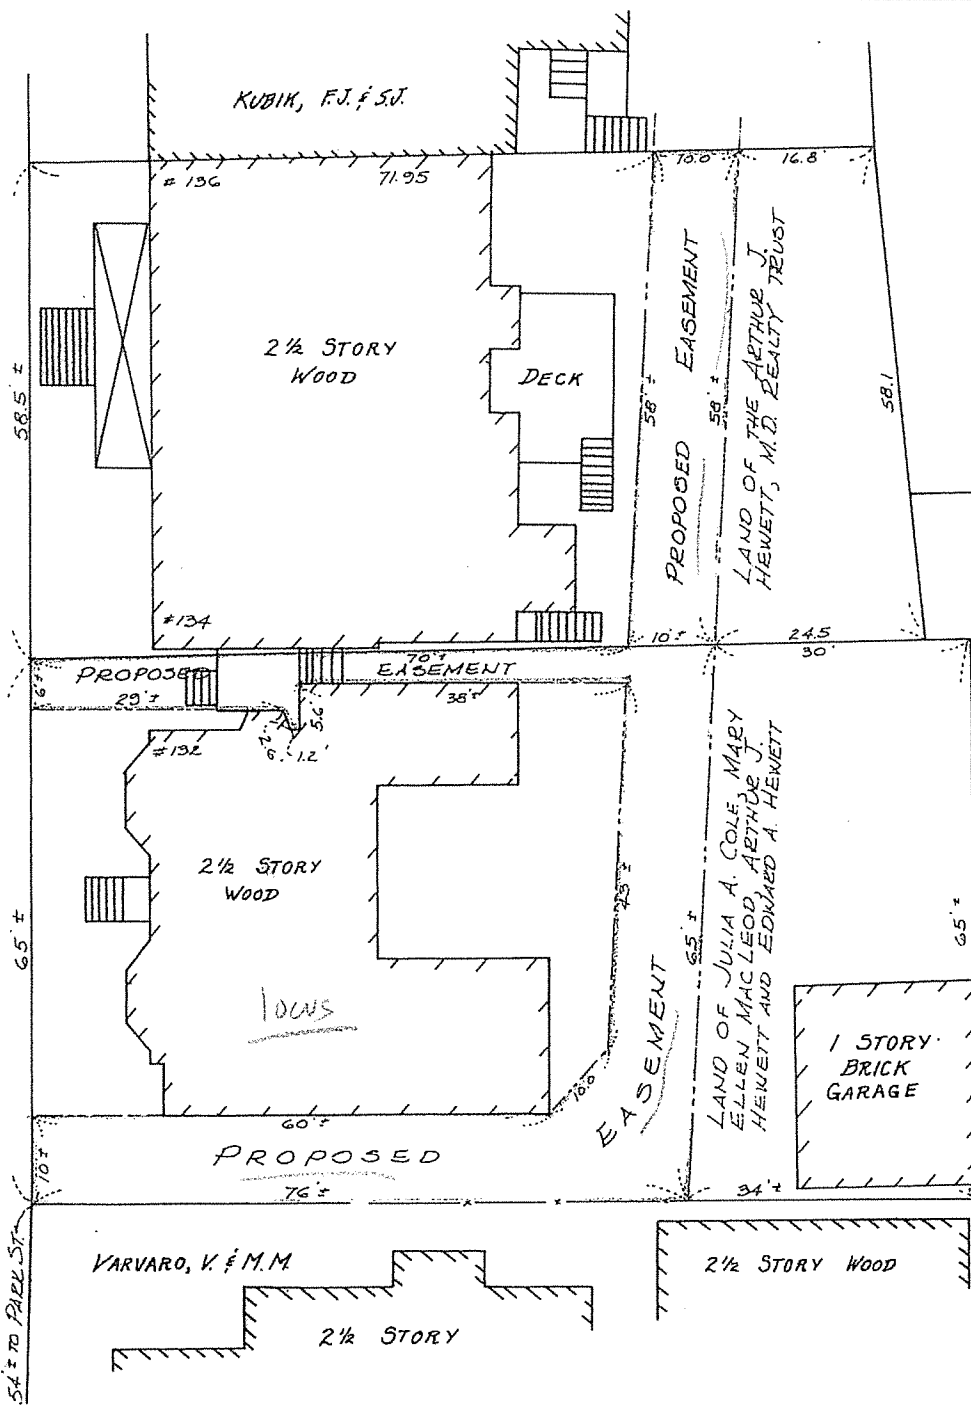 KUBIK, F.J. & S.J.
# 136
71.95
10.0
16.8
58.5' ±
2½ STORY
WOOD
DECK
58' ±
PROPOSED EASEMENT
58' ±
LAND OF THE ARTHUR J.
HEWETT, M.D. REALTY TRUST
58.1
#134
10' ±
24.5
30'
70' ±
PROPOSED EASEMENT
6' ±
29' ±
38' ±
5.6'
2.6'
1.2'
#132
2½ STORY
WOOD
locus
65' ±
43' ±
65' ±
LAND OF JULIA A. COLE, MARY
ELLEN MACLEOD, ARTHUR J.
HEWETT AND EDWARD A. HEWETT
65' ±
1 STORY
BRICK
GARAGE
10.0
60' ±
10' ±
PROPOSED EASEMENT
76' ±
34' ±
VARVARO, V. & M.M.
2½ STORY WOOD
2½ STORY
54' ± TO PARK ST.